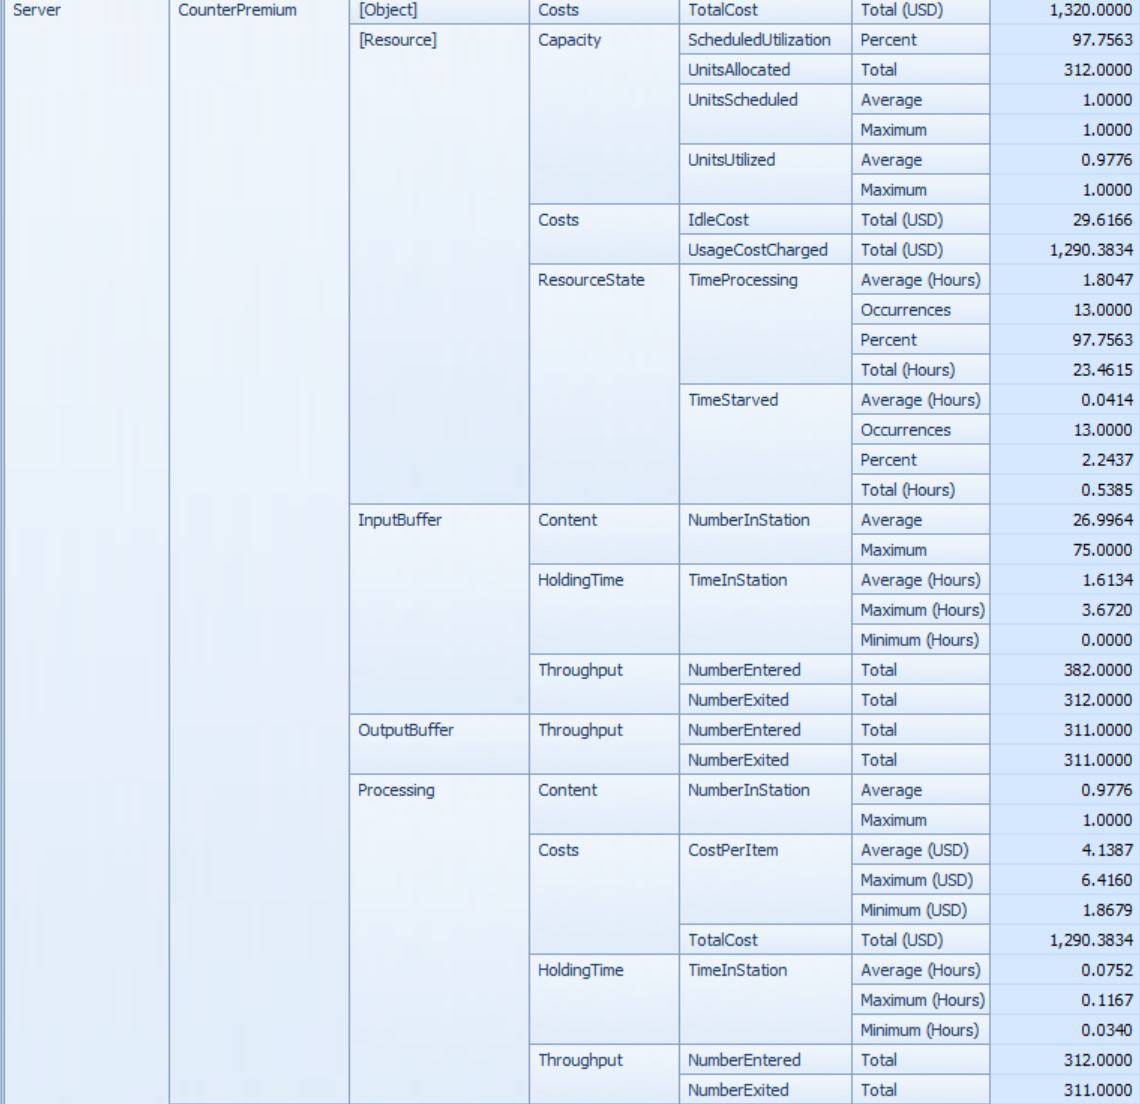 Server CounterPremium [Object] Costs TotalCost Total (USD) 1,320.0000
[Resource] Capacity ScheduledUtilization Percent 97.7563
UnitsAllocated Total 312.0000
UnitsScheduled Average 1.0000
Maximum 1.0000
UnitsUtilized Average 0.9776
Maximum 1.0000
Costs IdleCost Total (USD) 29.6166
UsageCostCharged Total (USD) 1,290.3834
ResourceState TimeProcessing Average (Hours) 1.8047
Occurrences 13.0000
Percent 97.7563
Total (Hours) 23.4615
TimeStarved Average (Hours) 0.0414
Occurrences 13.0000
Percent 2.2437
Total (Hours) 0.5385
InputBuffer Content NumberInStation Average 26.9964
Maximum 75.0000
HoldingTime TimeInStation Average (Hours) 1.6134
Maximum (Hours) 3.6720
Minimum (Hours) 0.0000
Throughput NumberEntered Total 382.0000
NumberExited Total 312.0000
OutputBuffer Throughput NumberEntered Total 311.0000
NumberExited Total 311.0000
Processing Content NumberInStation Average 0.9776
Maximum 1.0000
Costs CostPerItem Average (USD) 4.1387
Maximum (USD) 6.4160
Minimum (USD) 1.8679
TotalCost Total (USD) 1,290.3834
HoldingTime TimeInStation Average (Hours) 0.0752
Maximum (Hours) 0.1167
Minimum (Hours) 0.0340
Throughput NumberEntered Total 312.0000
NumberExited Total 311.0000